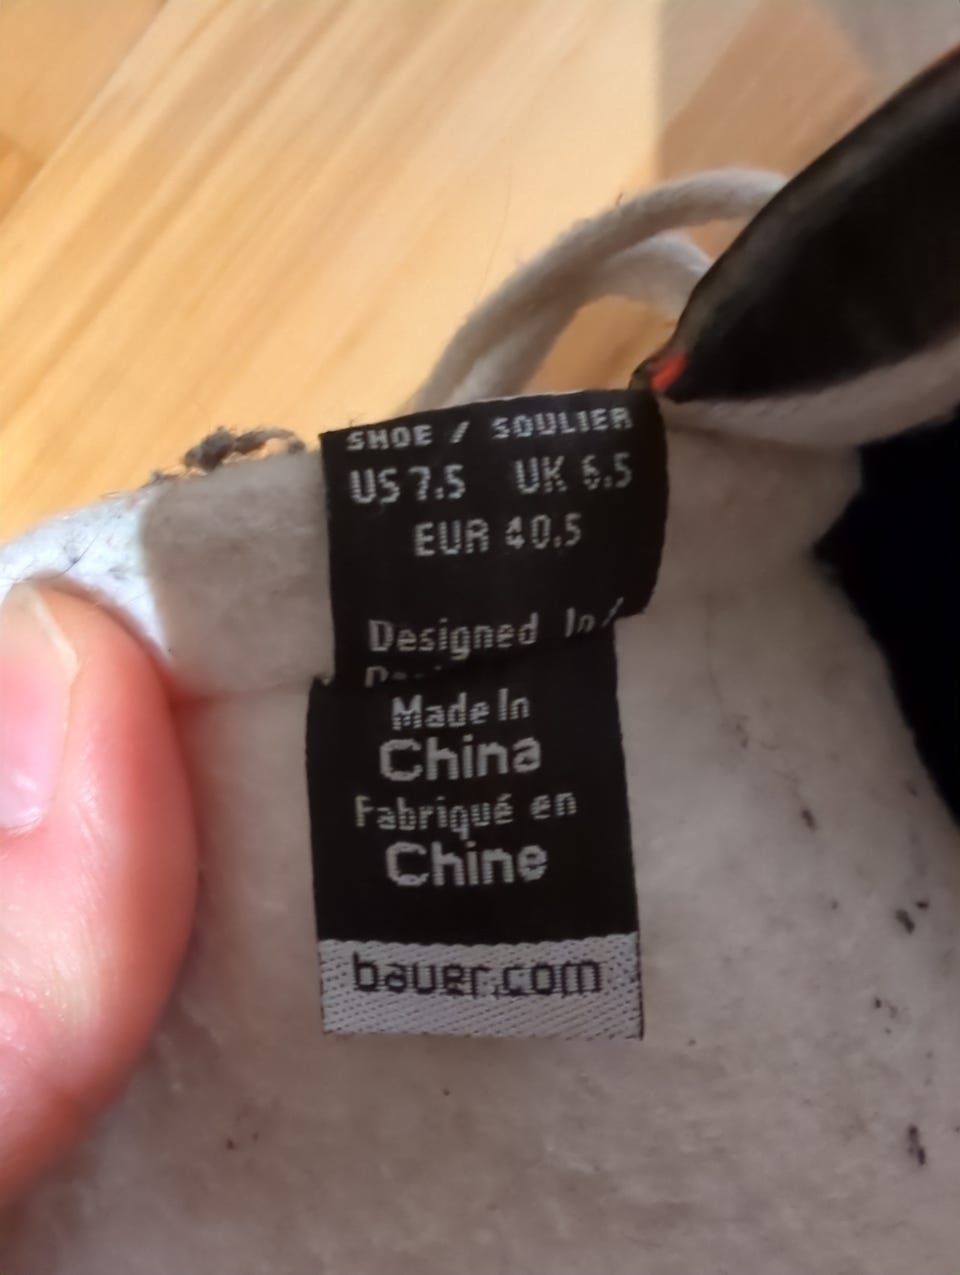 SHOE / SOULIER
US 7.5 UK 6.5
EUR 40.5
Designed In
Made In
China
Fabriqué en
Chine
bauer.com